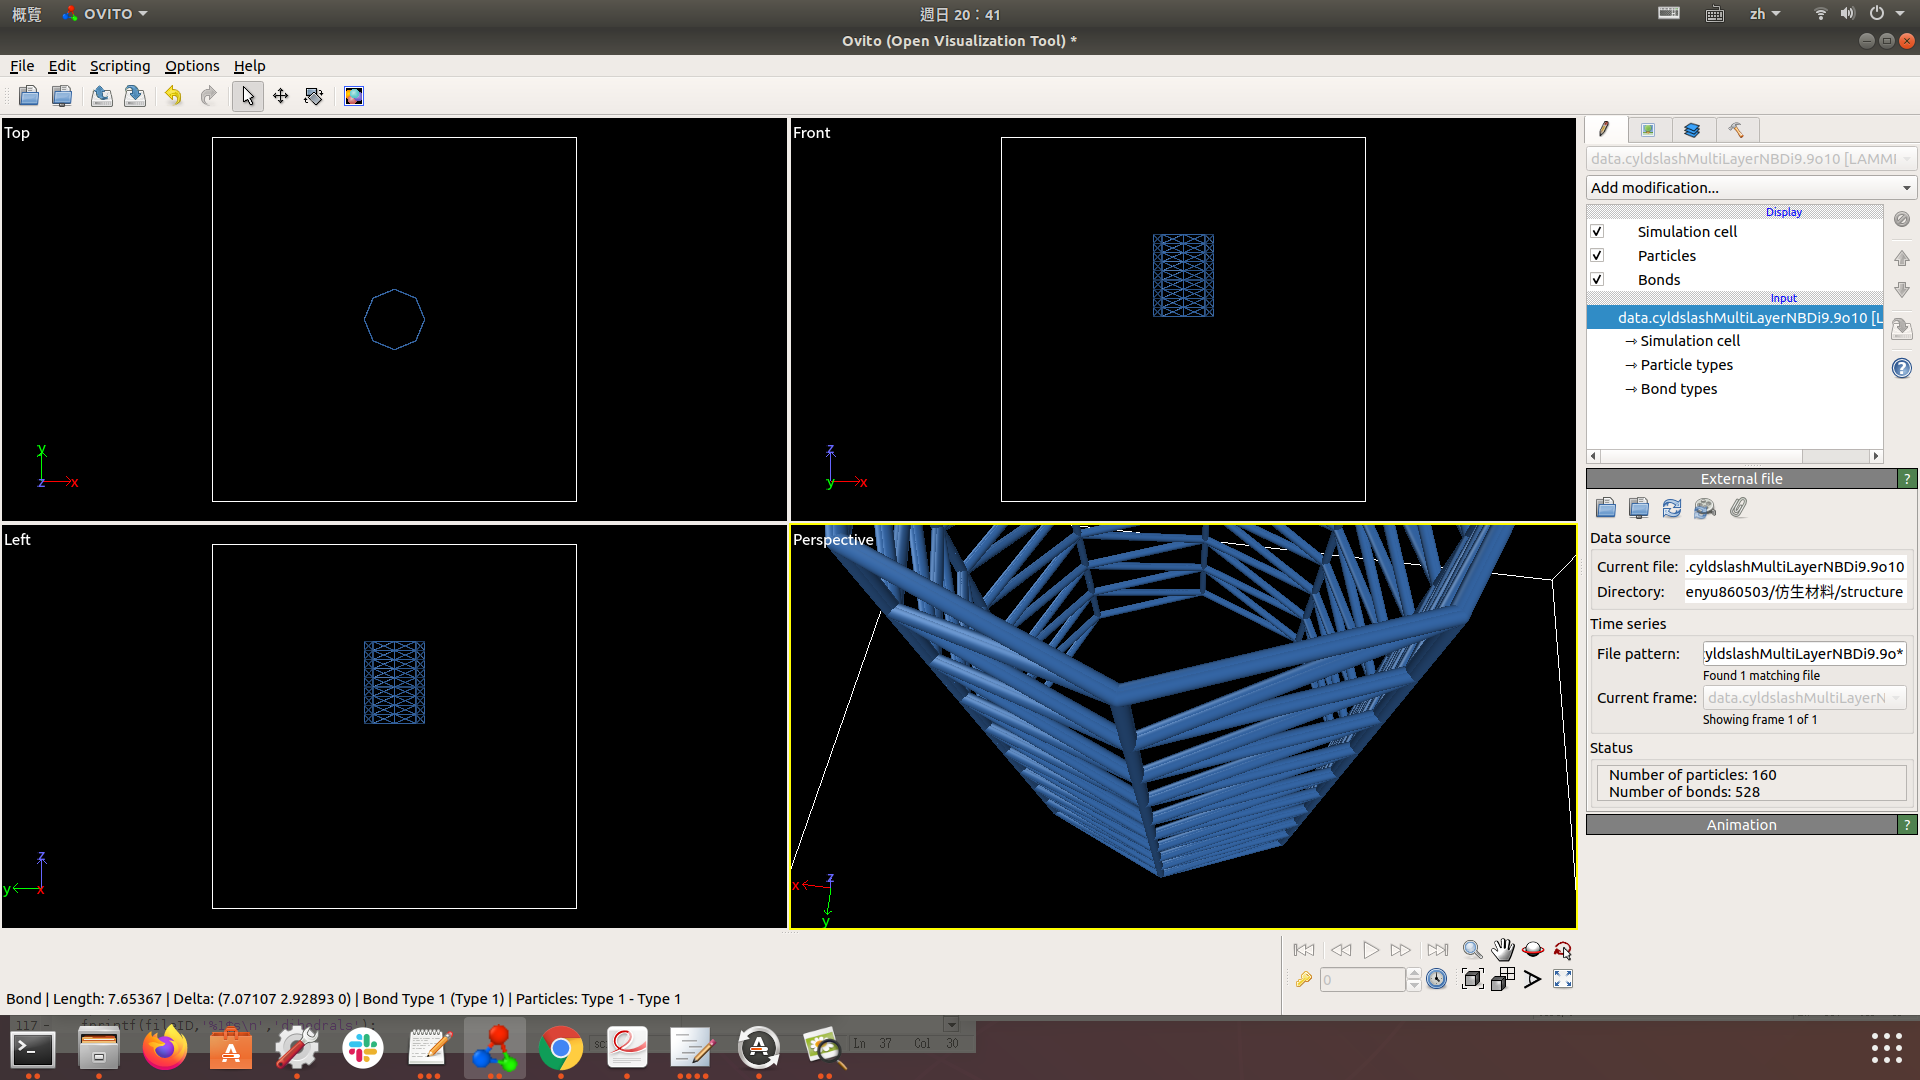 概覽
OVITO
週日 20：41
zh
Ovito (Open Visualization Tool) *
File Edit Scripting Options Help
Top
Front
data.cyldslashMultiLayerNBDi9.9o10 [LAMMI
Add modification...
Display
Simulation cell
Particles
Bonds
Input
data.cyldslashMultiLayerNBDi9.9o10 [L
→ Simulation cell
→ Particle types
→ Bond types
y
z x
z
y x
External file ?
Left
Perspective
Data source
Current file: .cyldslashMultiLayerNBDi9.9o10
Directory: enyu860503/仿生材料/structure
Time series
File pattern: yldslashMultiLayerNBDi9.9o*
Found 1 matching file
Current frame: data.cyldslashMultiLayerN
Showing frame 1 of 1
Status
Number of particles: 160
Number of bonds: 528
Animation ?
z
y x
x z
y
0
Bond | Length: 7.65367 | Delta: (7.07107 2.92893 0) | Bond Type 1 (Type 1) | Particles: Type 1 - Type 1
117 -
Ln 37 Col 30